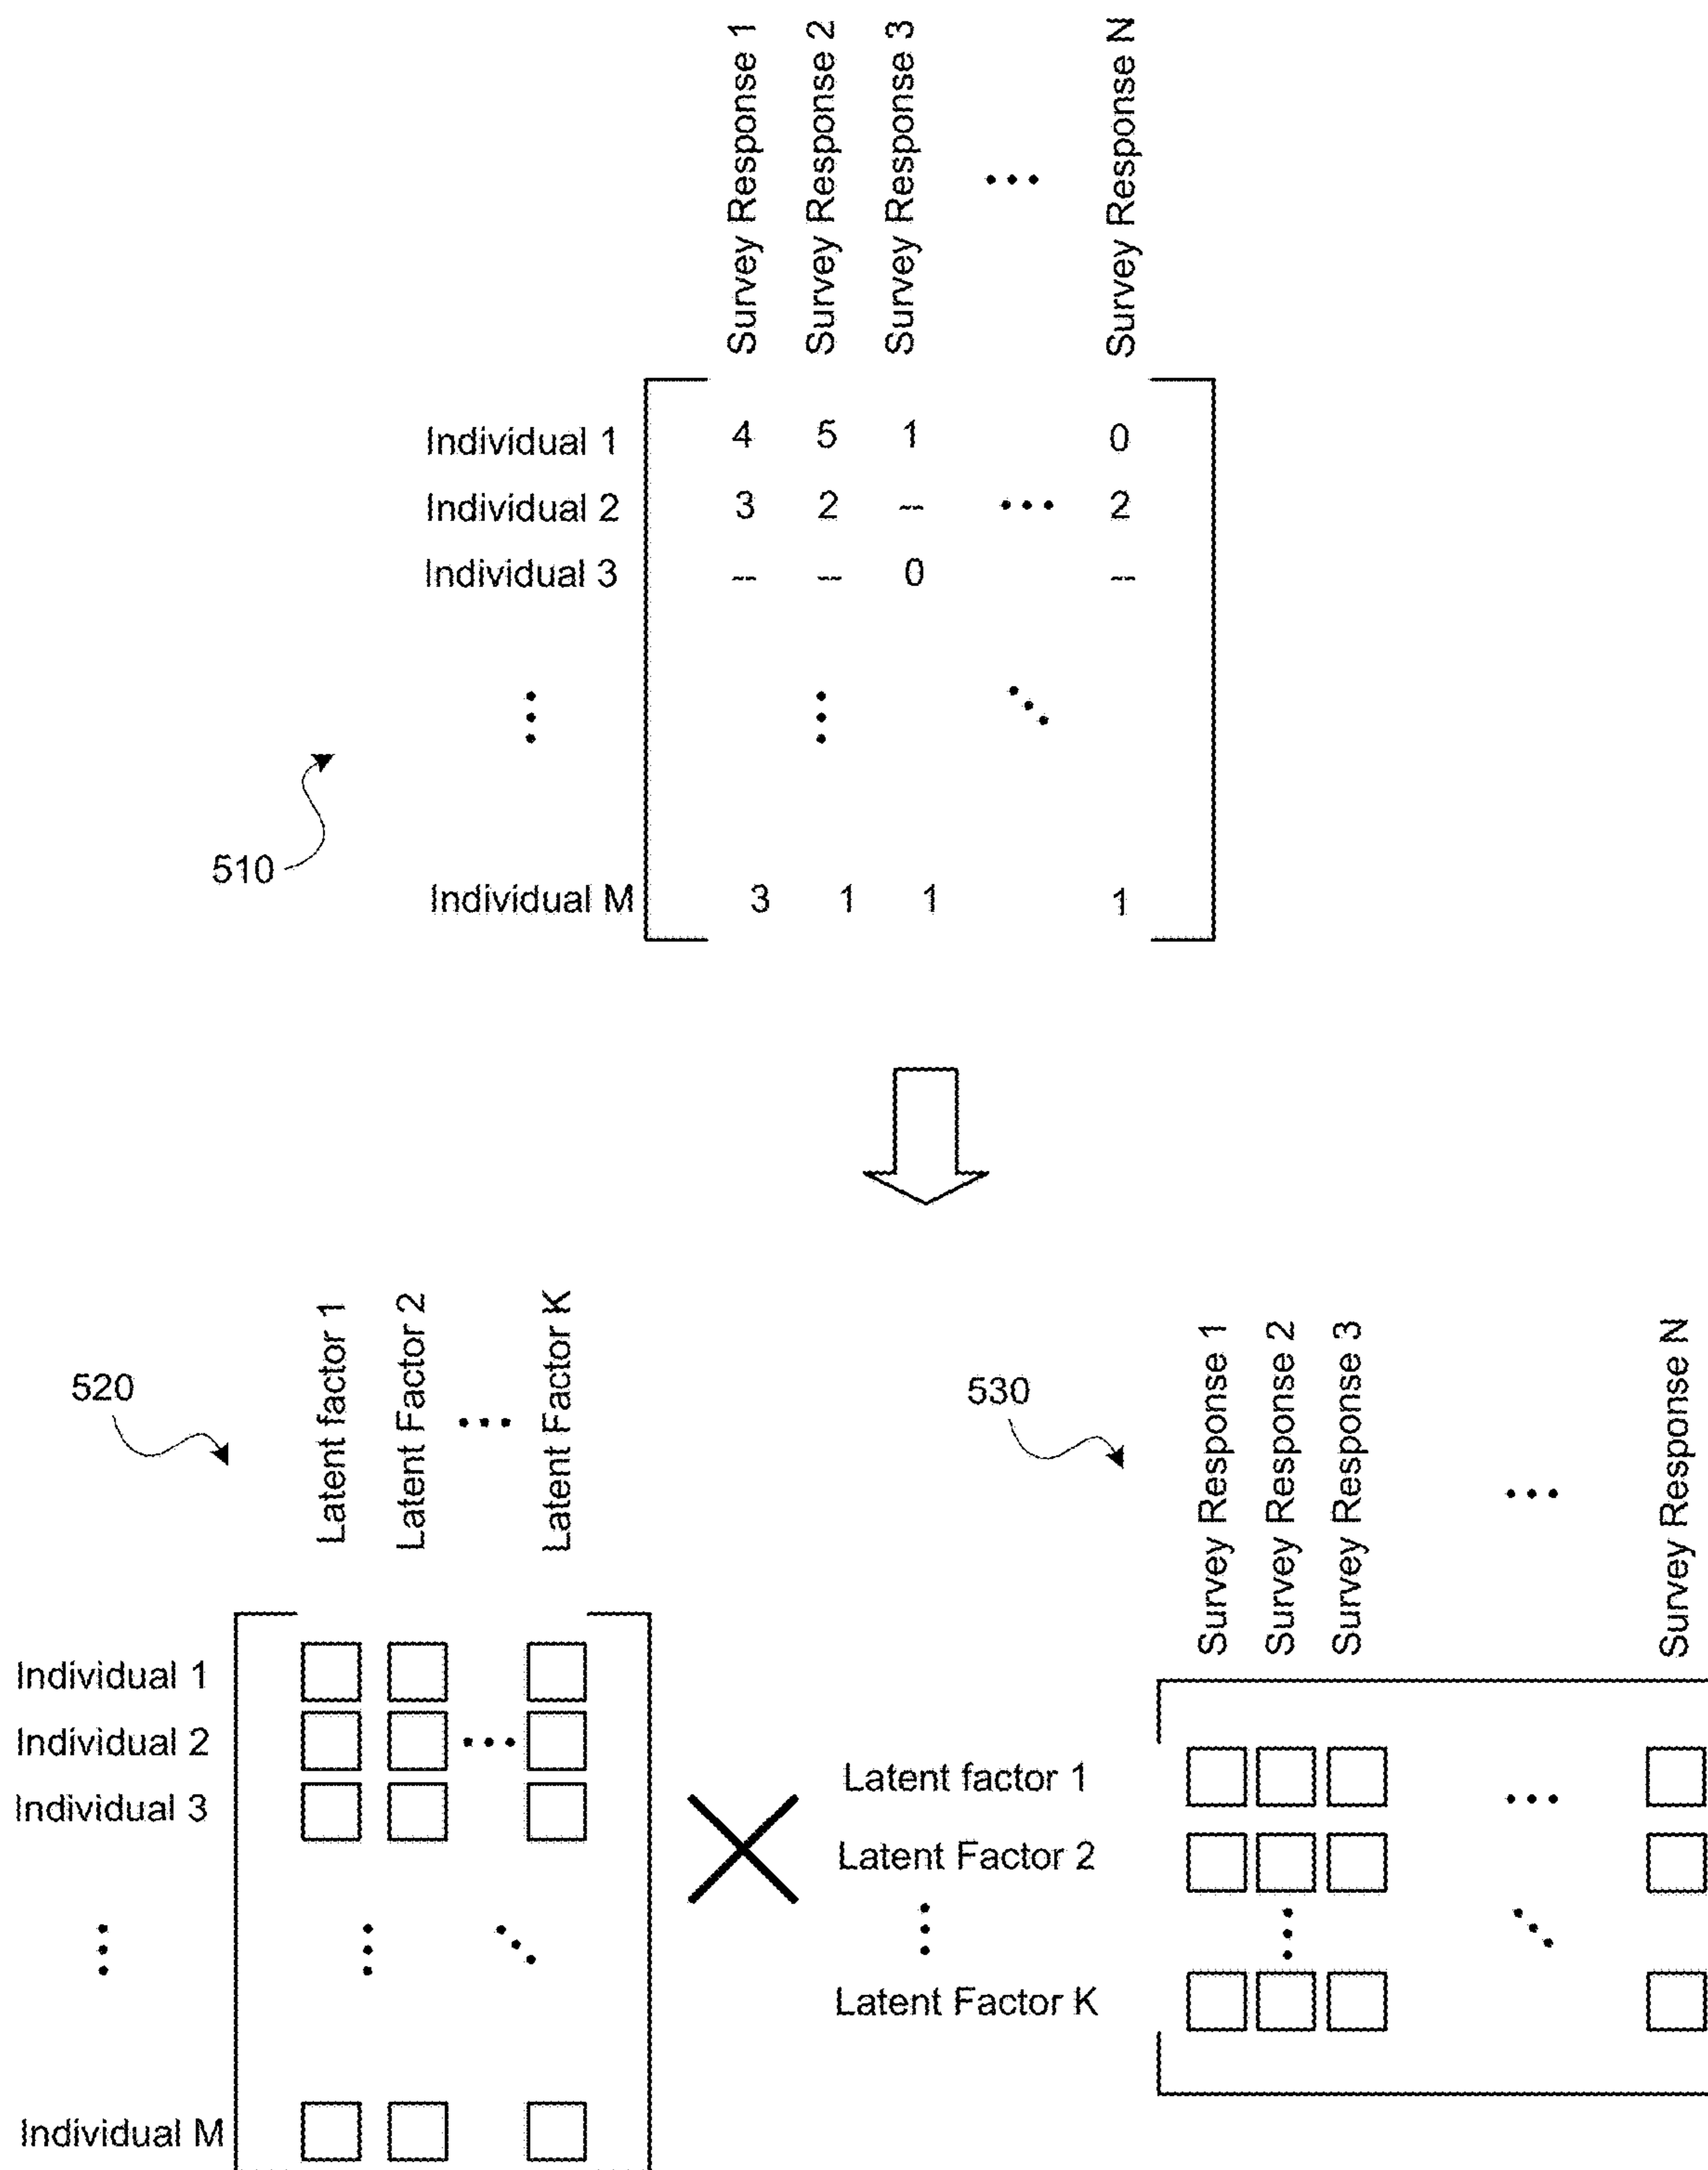 Survey Response 1
Survey Response 2
Survey Response 3
Survey Response N
Individual 1 4 5 1 0
Individual 2 3 2 -- ••• 2
Individual 3 -- -- 0 --
510
Individual M 3 1 1 1
520
Latent factor 1
Latent Factor 2
Latent Factor K
530
Survey Response 1
Survey Response 2
Survey Response 3
Survey Response N
Individual 1
Individual 2
Individual 3
Individual M
Latent factor 1
Latent Factor 2
Latent Factor K